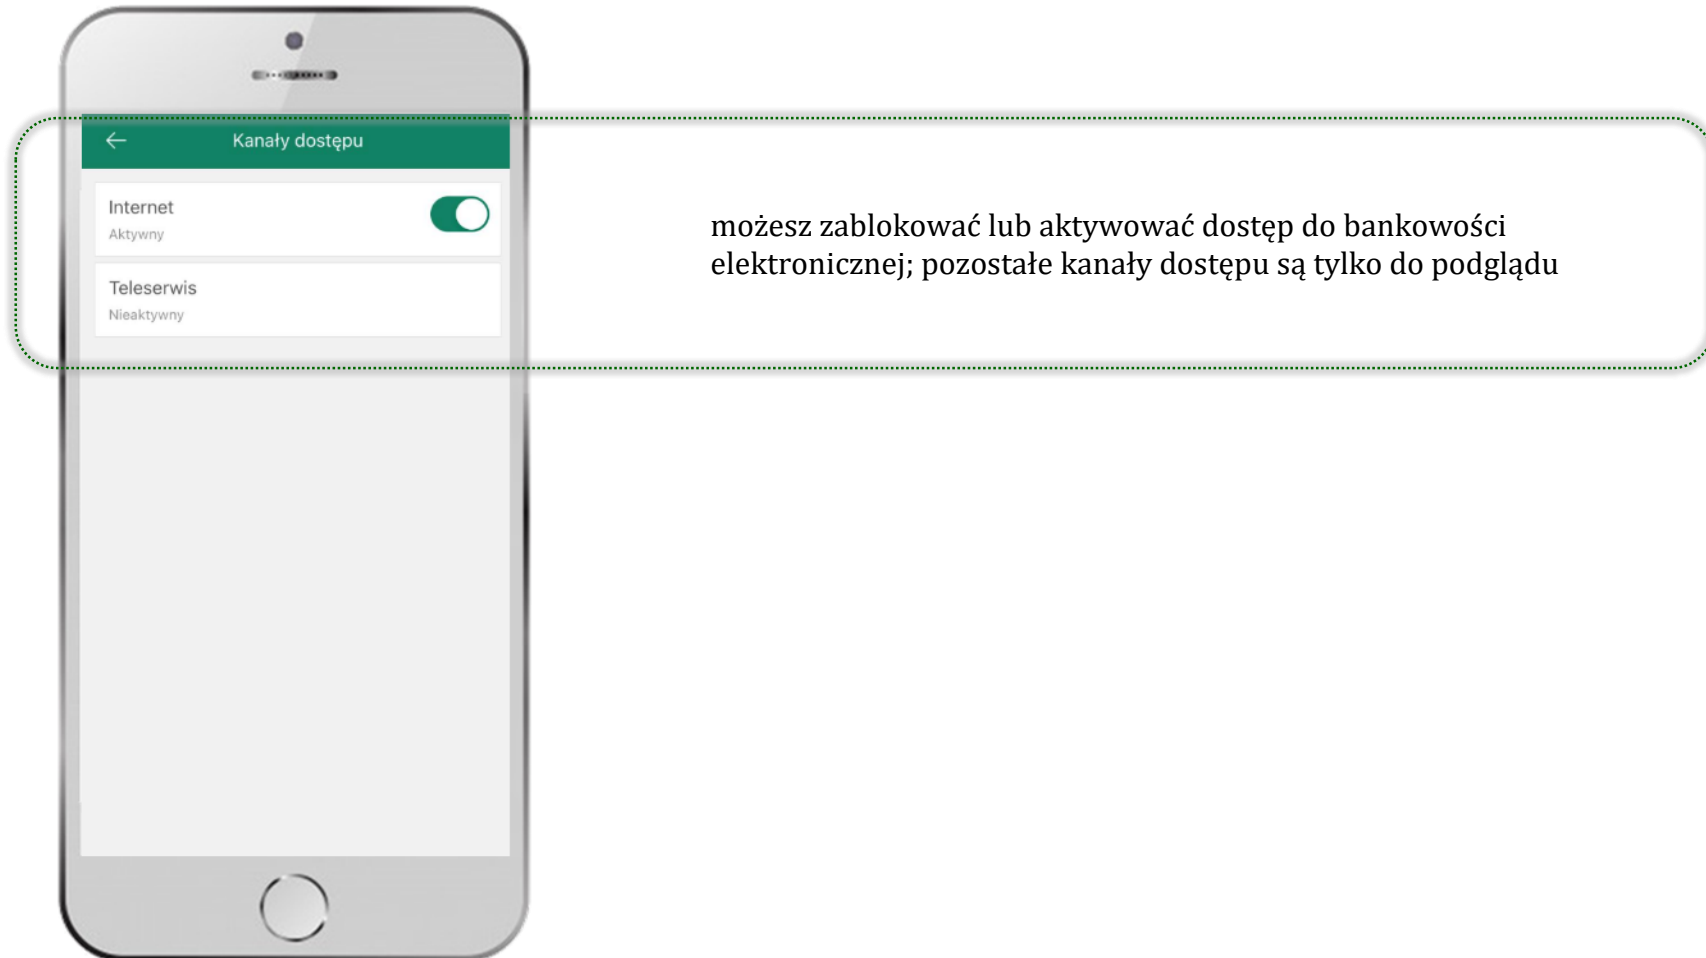 Kanały dostępu
Internet
Aktywny
Teleserwis
Nieaktywny
możesz zablokować lub aktywować dostęp do bankowości
elektronicznej; pozostałe kanały dostępu są tylko do podglądu